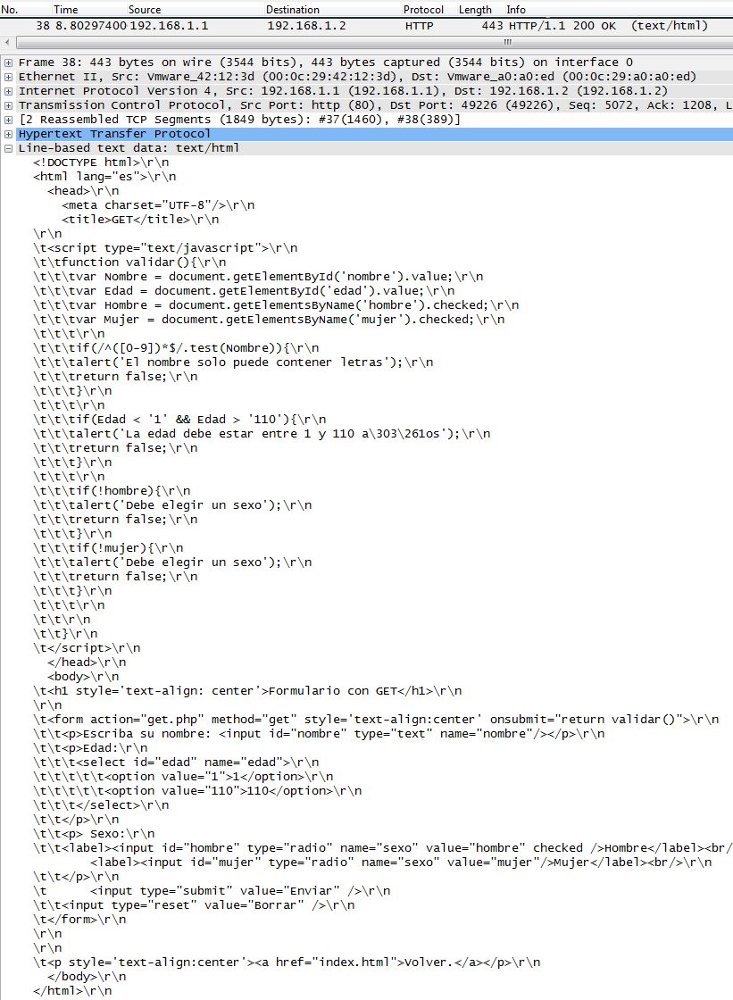 No. Time Source Destination Protocol Length Info
38 8.80297400 192.168.1.1 192.168.1.2 HTTP 443 HTTP/1.1 200 OK (text/html)
Frame 38: 443 bytes on wire (3544 bits), 443 bytes captured (3544 bits) on interface 0
Ethernet II, Src: Vmware_42:12:3d (00:0c:29:42:12:3d), Dst: Vmware_a0:a0:ed (00:0c:29:a0:a0:ed)
Internet Protocol Version 4, Src: 192.168.1.1 (192.168.1.1), Dst: 192.168.1.2 (192.168.1.2)
Transmission Control Protocol, Src Port: http (80), Dst Port: 49226 (49226), Seq: 5072, Ack: 1208, L
[2 Reassembled TCP Segments (1849 bytes): #37(1460), #38(389)]
Hypertext Transfer Protocol
Line-based text data: text/html
<!DOCTYPE html>\r\n
<html lang="es">\r\n
<head>\r\n
<meta charset="UTF-8"/>\r\n
<title>GET</title>\r\n
\r\n
\t<script type="text/javascript">\r\n
\t\tfunction validar(){\r\n
\t\t\tvar Nombre = document.getElementById('nombre').value;\r\n
\t\t\tvar Edad = document.getElementById('edad').value;\r\n
\t\t\tvar Hombre = document.getElementsByName('hombre').checked;\r\n
\t\t\tvar Mujer = document.getElementsByName('mujer').checked;\r\n
\t\t\t\r\n
\t\t\tif(/^([0-9])*$/.test(Nombre)){\r\n
\t\t\talert('El nombre solo puede contener letras');\r\n
\t\t\treturn false;\r\n
\t\t\t}\r\n
\t\t\t\r\n
\t\t\tif(Edad < '1' && Edad > '110'){\r\n
\t\t\talert('La edad debe estar entre 1 y 110 a\303\261os');\r\n
\t\t\treturn false;\r\n
\t\t\t}\r\n
\t\t\t\r\n
\t\t\tif(!hombre){\r\n
\t\t\talert('Debe elegir un sexo');\r\n
\t\t\treturn false;\r\n
\t\t\t}\r\n
\t\t\tif(!mujer){\r\n
\t\t\talert('Debe elegir un sexo');\r\n
\t\t\treturn false;\r\n
\t\t\t}\r\n
\t\t\t\r\n
\t\t\r\n
\t\t}\r\n
\t</script>\r\n
</head>\r\n
<body>\r\n
\t<h1 style='text-align: center'>Formulario con GET</h1>\r\n
\r\n
\t<form action="get.php" method="get" style='text-align:center' onsubmit="return validar()">\r\n
\t\t<p>Escriba su nombre: <input id="nombre" type="text" name="nombre"/></p>\r\n
\t\t<p>Edad:\r\n
\t\t\t<select id="edad" name="edad">\r\n
\t\t\t\t\t<option value="1">1</option>\r\n
\t\t\t\t\t<option value="110">110</option>\r\n
\t\t\t</select>\r\n
\t\t</p>\r\n
\t\t<p> Sexo:\r\n
\t\t<label><input id="hombre" type="radio" name="sexo" value="hombre" checked />Hombre</label><br/
<label><input id="mujer" type="radio" name="sexo" value="mujer"/>Mujer</label><br/>\r\n
\t\t</p>\r\n
\t <input type="submit" value="Enviar" />\r\n
\t\t<input type="reset" value="Borrar" />\r\n
\t</form>\r\n
\r\n
\r\n
\t<p style='text-align:center'><a href="index.html">Volver.</a></p>\r\n
</body>\r\n
</html>\r\n